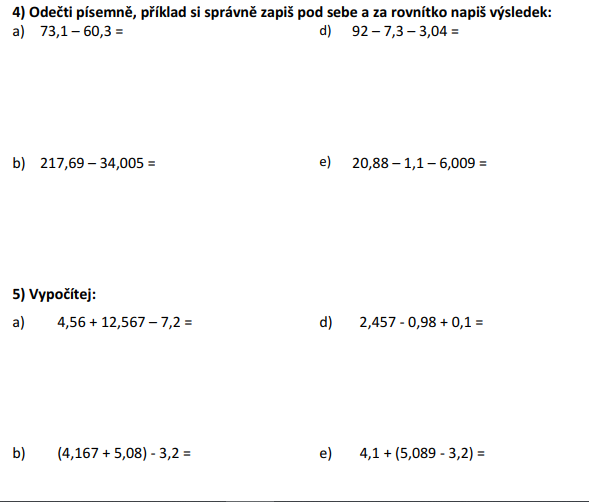 4) Odečti písemně, příklad si správně zapiš pod sebe a za rovnítko napiš výsledek:
a) 73,1 – 60,3 =
d) 92 – 7,3 – 3,04 =
b) 217,69 – 34,005 =
e) 20,88 – 1,1 – 6,009 =
5) Vypočítej:
a) 4,56 + 12,567 – 7,2 =
d) 2,457 - 0,98 + 0,1 =
b) (4,167 + 5,08) - 3,2 =
e) 4,1 + (5,089 - 3,2) =